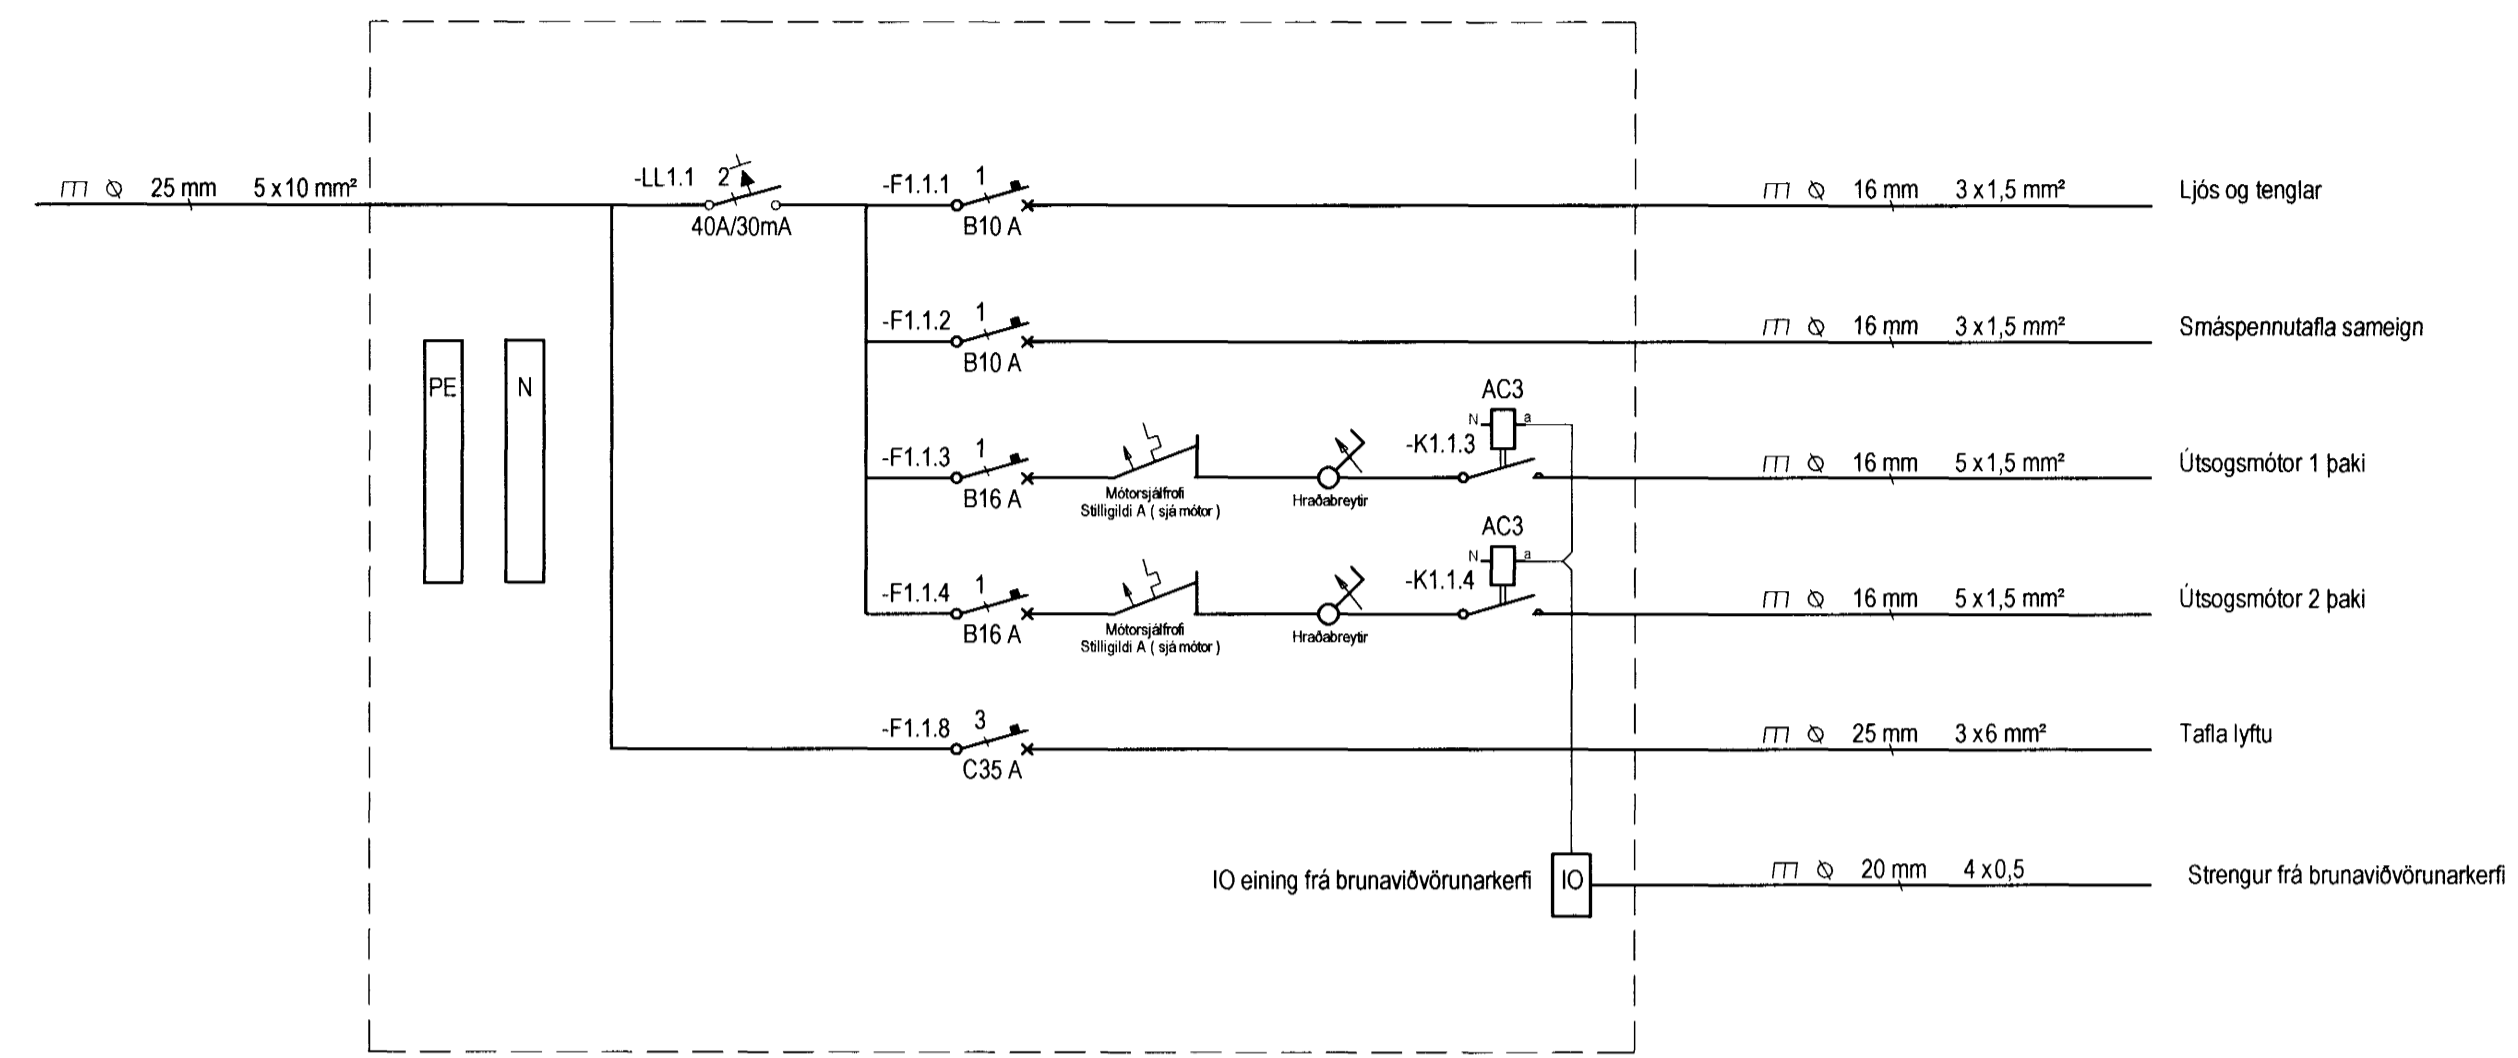 25 mm 5 x 10 mm²
-LL1.1 2
40A/30mA
-F1.1.1 1
B10 A
16 mm 3 x 1,5 mm² Ljós og tenglar
-F1.1.2 1
B10 A
16 mm 3 x 1,5 mm² Smáspennutafla sameign
PE N
AC3
N a
-K1.1.3
-F1.1.3 1
B16 A
Mótorsjálfrofi
Stilligildi A ( sjá mótor )
Hraðabreytir
16 mm 5 x 1,5 mm² Útsogsmótor 1 þaki
AC3
N a
-K1.1.4
-F1.1.4 1
B16 A
Mótorsjálfrofi
Stilligildi A ( sjá mótor )
Hraðabreytir
16 mm 5 x 1,5 mm² Útsogsmótor 2 þaki
-F1.1.8 3
C35 A
25 mm 3 x 6 mm² Tafla lyftu
IO eining frá brunaviðvörunarkerfi IO
20 mm 4 x 0,5 Strengur frá brunaviðvörunarkerfi